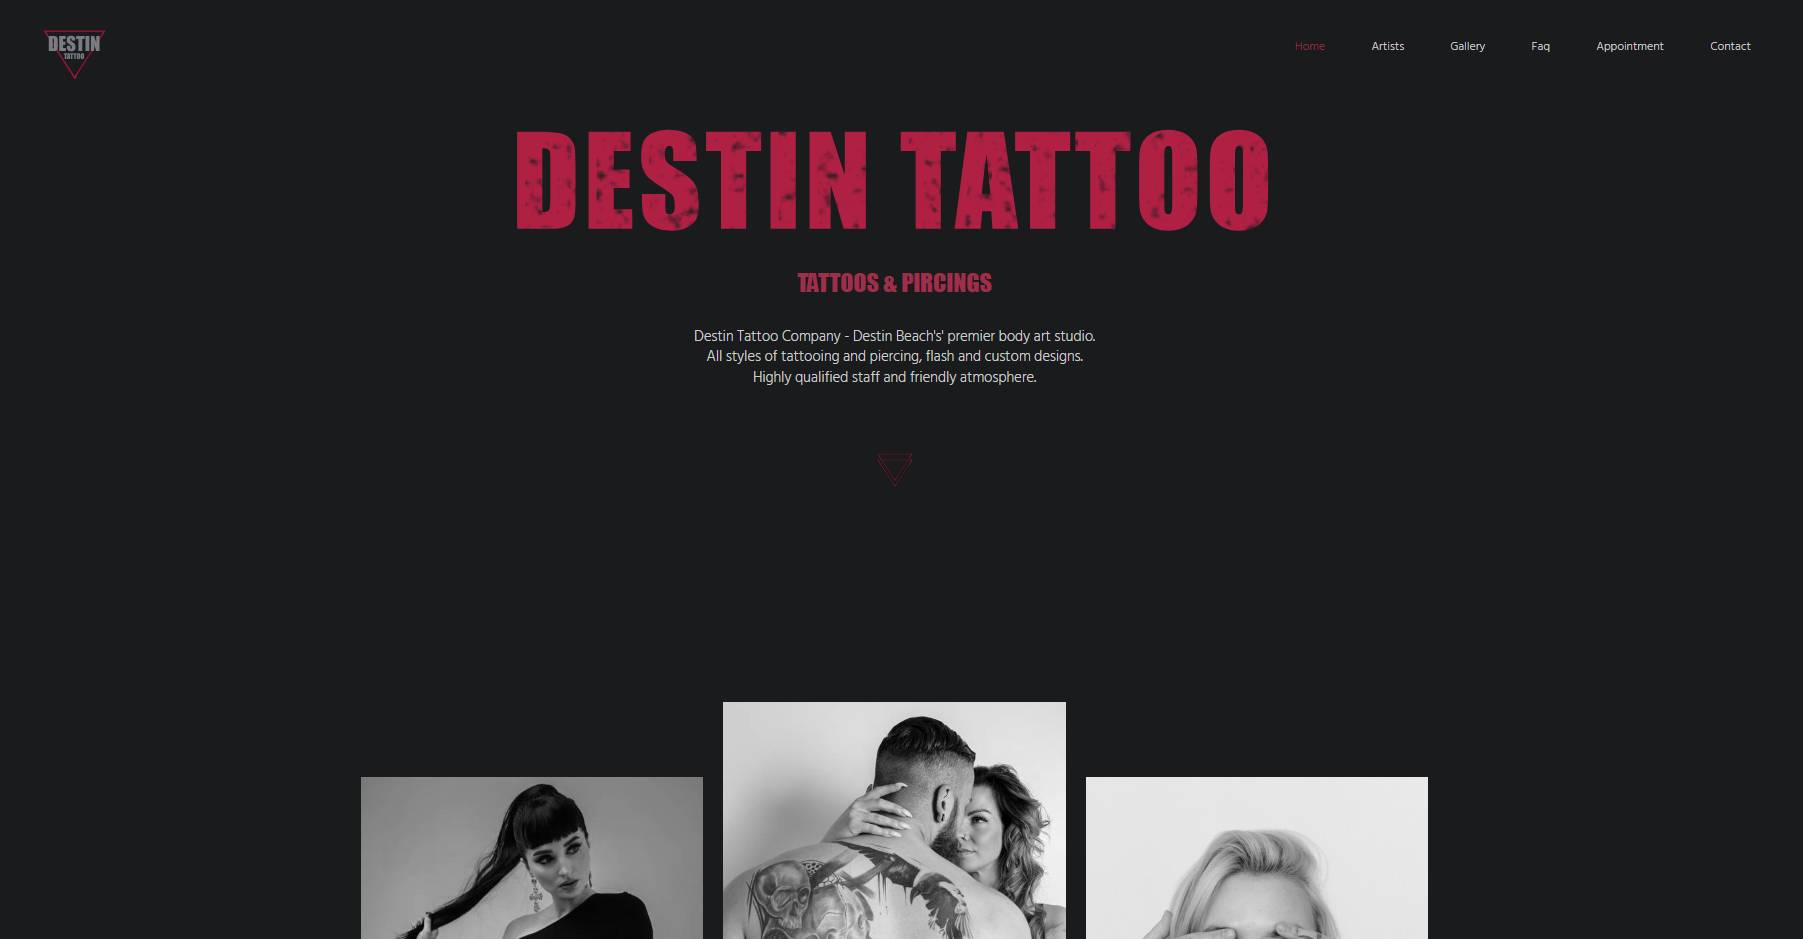 DESTIN
TATTOO
Home Artists Gallery Faq Appointment Contact
DESTIN TATTOO
TATTOOS & PIRCINGS
Destin Tattoo Company - Destin Beach's' premier body art studio.
All styles of tattooing and piercing, flash and custom designs.
Highly qualified staff and friendly atmosphere.